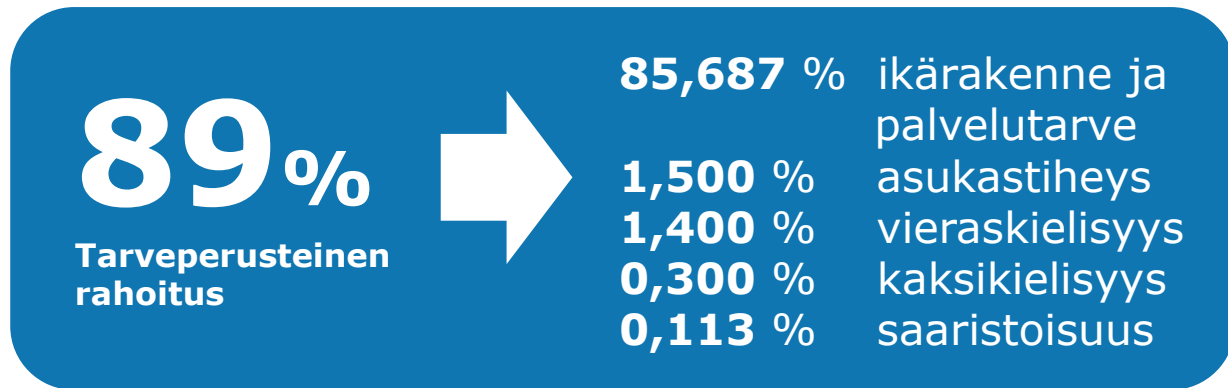 89%
Tarveperusteinen
rahoitus
85,687 % ikärakenne ja
palvelutarve
1,500 % asukastiheys
1,400 % vieraskielisyys
0,300 % kaksikielisyys
0,113 % saaristoisuus